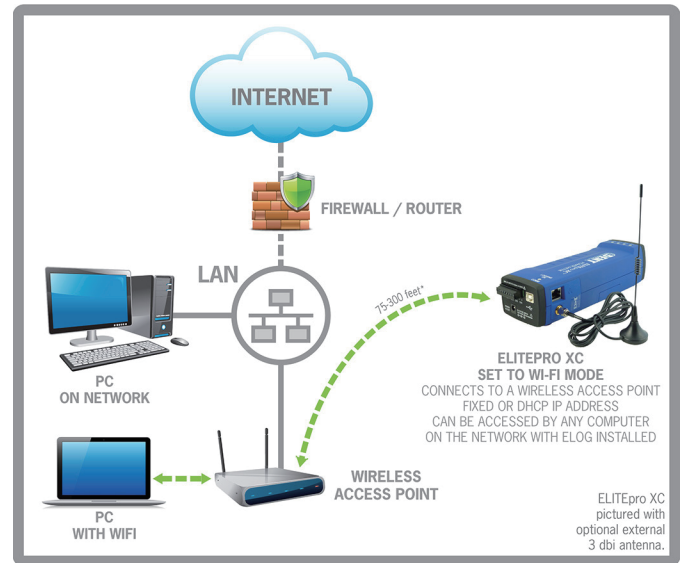 INTERNET
FIREWALL / ROUTER
LAN
75-300 feet*
PC
ON NETWORK
ELITEPRO XC
SET TO WI-FI MODE
CONNECTS TO A WIRELESS ACCESS POINT
FIXED OR DHCP IP ADDRESS
CAN BE ACCESSED BY ANY COMPUTER
ON THE NETWORK WITH ELOG INSTALLED
WIRELESS
ACCESS POINT
PC
WITH WIFI
ELITEpro XC
pictured with
optional external
3 dbi antenna.